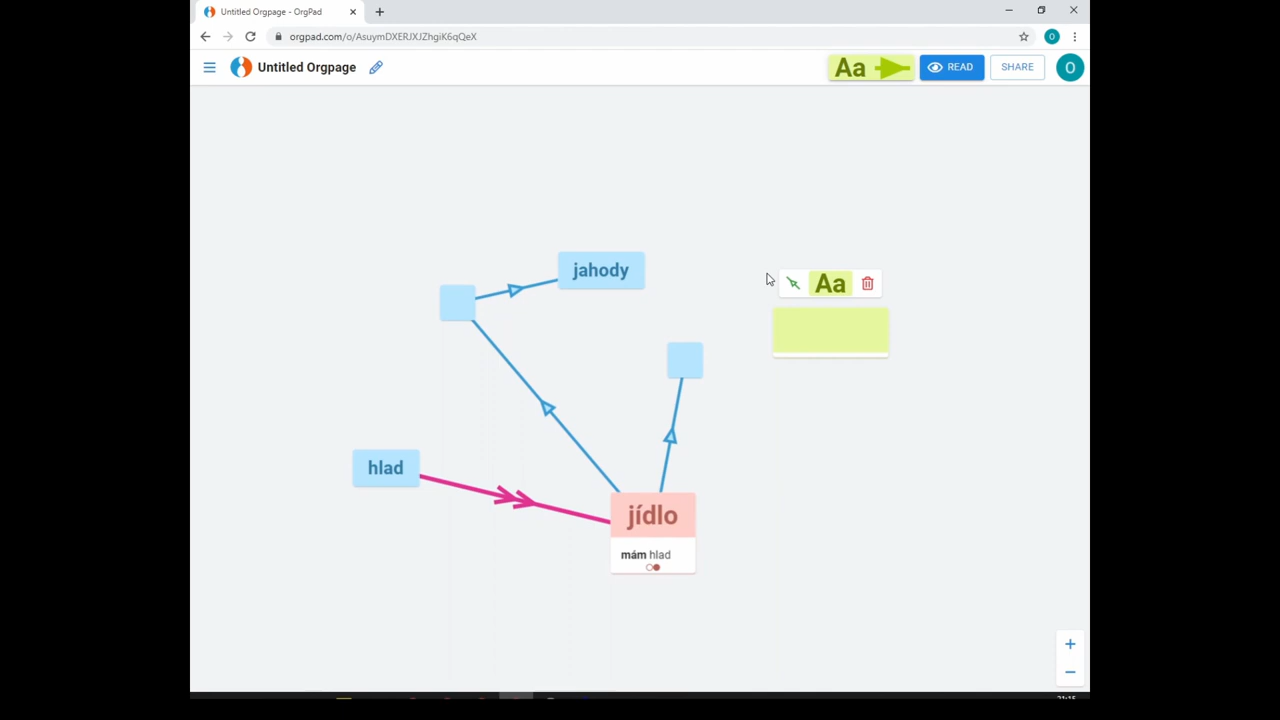 Untitled Orgpage - OrgPad
orgpad.com/o/AsuymDXERJXJZhgiK6qQeX
O
Untitled Orgpage
Aa
READ
SHARE
O
jahody
Aa
hlad
jídlo
mám hlad